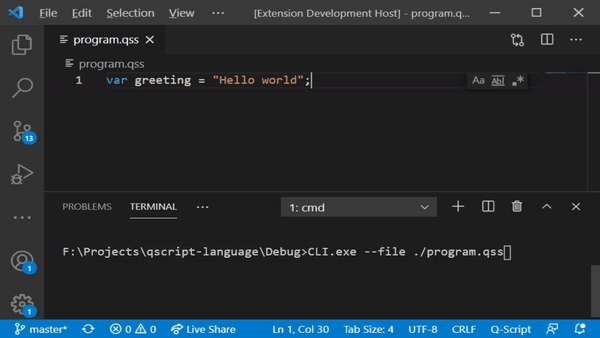 File Edit Selection View ... [Extension Development Host] - program.qs...
program.qss
program.qss
1 var greeting = "Hello world";
Aa Ab .*
13
PROBLEMS TERMINAL ... 1: cmd
F:\Projects\qscript-language\Debug>CLI.exe --file ./program.qss
1
1
master* 0 0 Live Share Ln 1, Col 30 Tab Size: 4 UTF-8 CRLF Q-Script